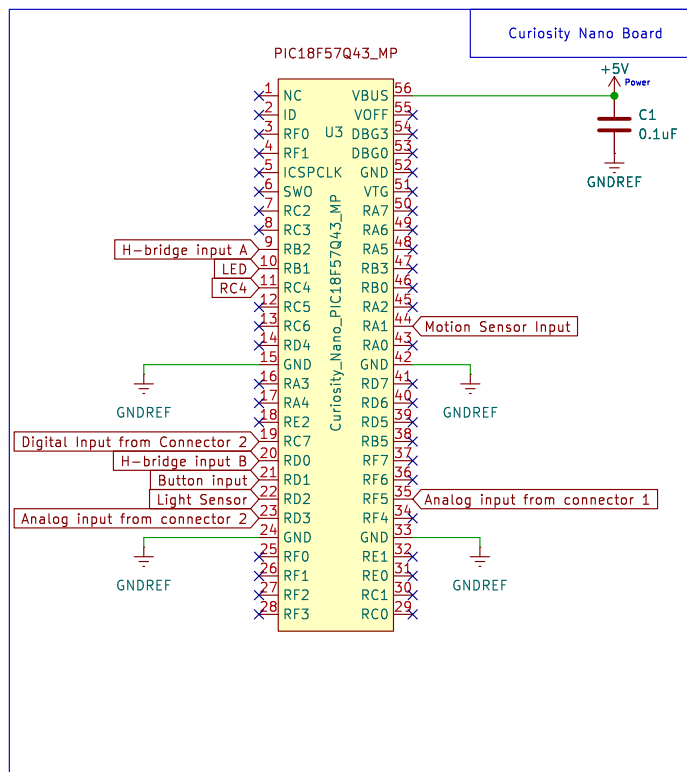 Curiosity Nano Board
PIC18F57Q43_MP
+5V
Power
C1
0.1uF
GNDREF
U3
Curiosity_Nano_PIC18F57Q43_MP
1 NC VBUS 56
2 ID VOFF 55
3 RF0 DBG3 54
4 RF1 DBG0 53
5 ICSPCLK GND 52
6 SWO VTG 51
7 RC2 RA7 50
8 RC3 RA6 49
H-bridge input A 9 RB2 RA5 48
LED 10 RB1 RB3 47
RC4 11 RC4 RB0 46
12 RC5 RA2 45
13 RC6 RA1 44 Motion Sensor Input
14 RD4 RA0 43
15 GND GND 42
16 RA3 RD7 41
GNDREF GNDREF
17 RA4 RD6 40
18 RE2 RD5 39
Digital Input from Connector 2 19 RC7 RB5 38
H-bridge input B 20 RD0 RF7 37
Button input 21 RD1 RF6 36
Light Sensor 22 RD2 RF5 35 Analog input from connector 1
Analog input from connector 2 23 RD3 RF4 34
24 GND GND 33
25 RF0 RE1 32
26 RF1 RE0 31
GNDREF GNDREF
27 RF2 RC1 30
28 RF3 RC0 29